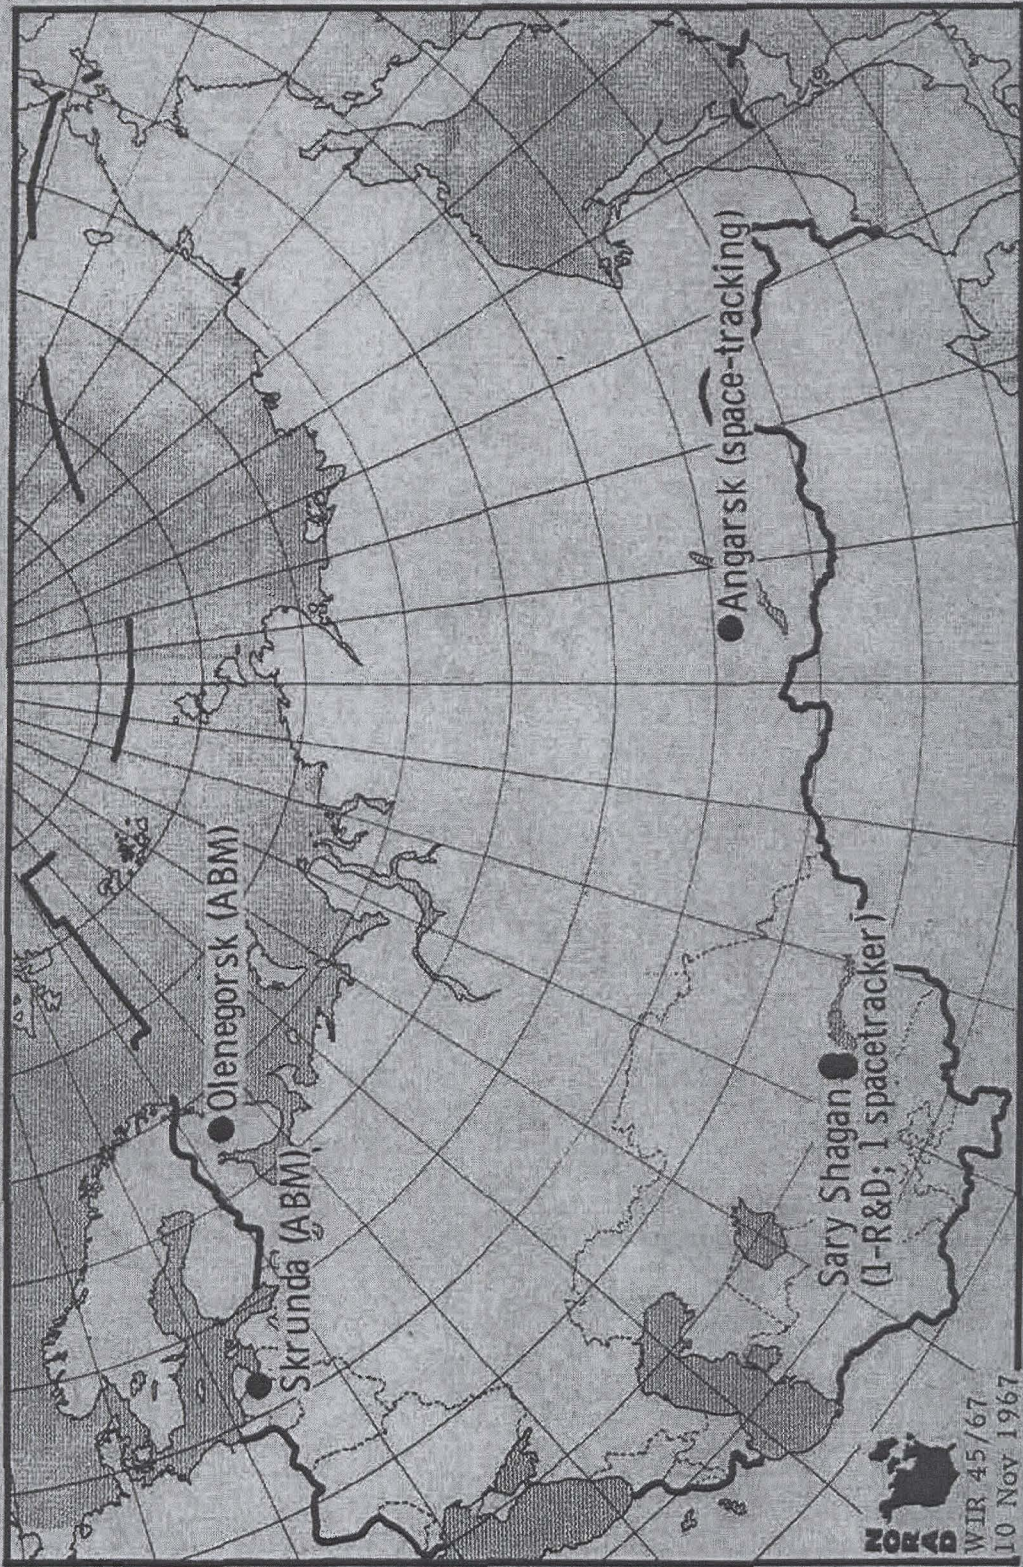 Olenegorsk (ABM)
Skrunda (ABM)
Angarsk (space-tracking)
Sary Shagan
(1-R&D; 1 spacetracker)
NORAD
WIR 45/67
10 Nov 1967